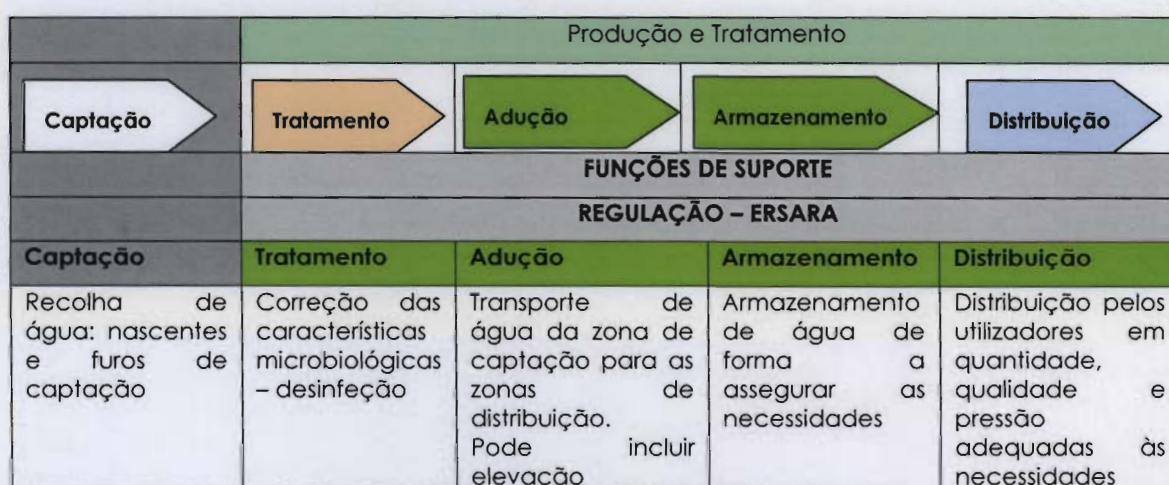 Produção e Tratamento
Captação
Tratamento
Adução
Armazenamento
Distribuição
FUNÇÕES DE SUPORTE
REGULAÇÃO – ERSARA
Captação
Tratamento
Adução
Armazenamento
Distribuição
Recolha de
água: nascentes
e furos de
captação
Correção das
características
microbiológicas
– desinfeção
Transporte de
água da zona de
captação para as
zonas de
distribuição.
Pode incluir
elevação
Armazenamento
de água de
forma a
assegurar as
necessidades
Distribuição pelos
utilizadores em
quantidade,
qualidade e
pressão
adequadas às
necessidades